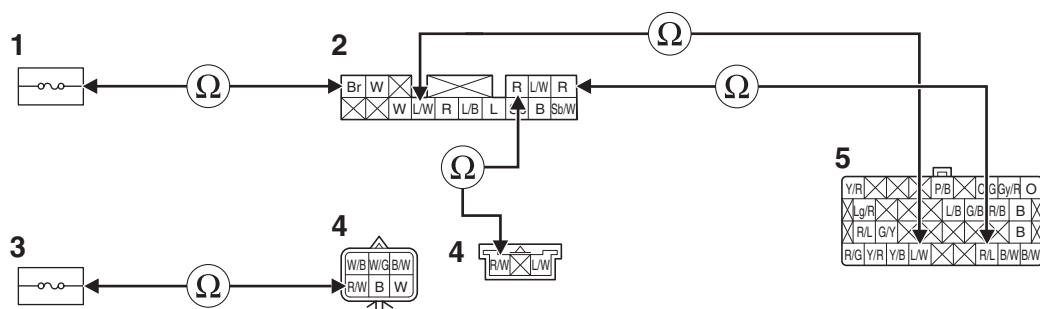 1
2
Ω
Ω
Ω
Br W R L/W R
W L/W R L/B L B Sb/W
Ω
5
Y/R P/B G Gy/R O
Lg/R L/B G/B R/B B
R/L G/Y B
R/G Y/R Y/B L/W R/L B/W B/W
3
4
Ω
W/B W/G B/W
R/W B W
4
R/W L/W